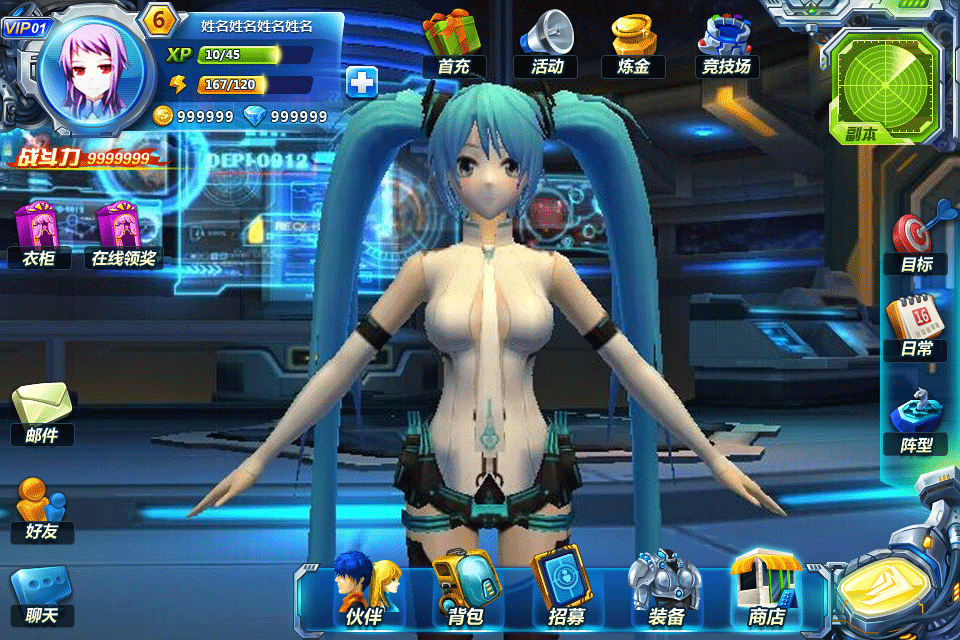 VIP01
6
姓名姓名姓名姓名
XP 10/45
167/120
999999 999999
首充
活动
炼金
竞技场
副本
战斗力 9999999
DEPT-0912
衣柜
在线领奖
目标
16
日常
阵型
邮件
好友
聊天
伙伴
背包
招募
装备
商店